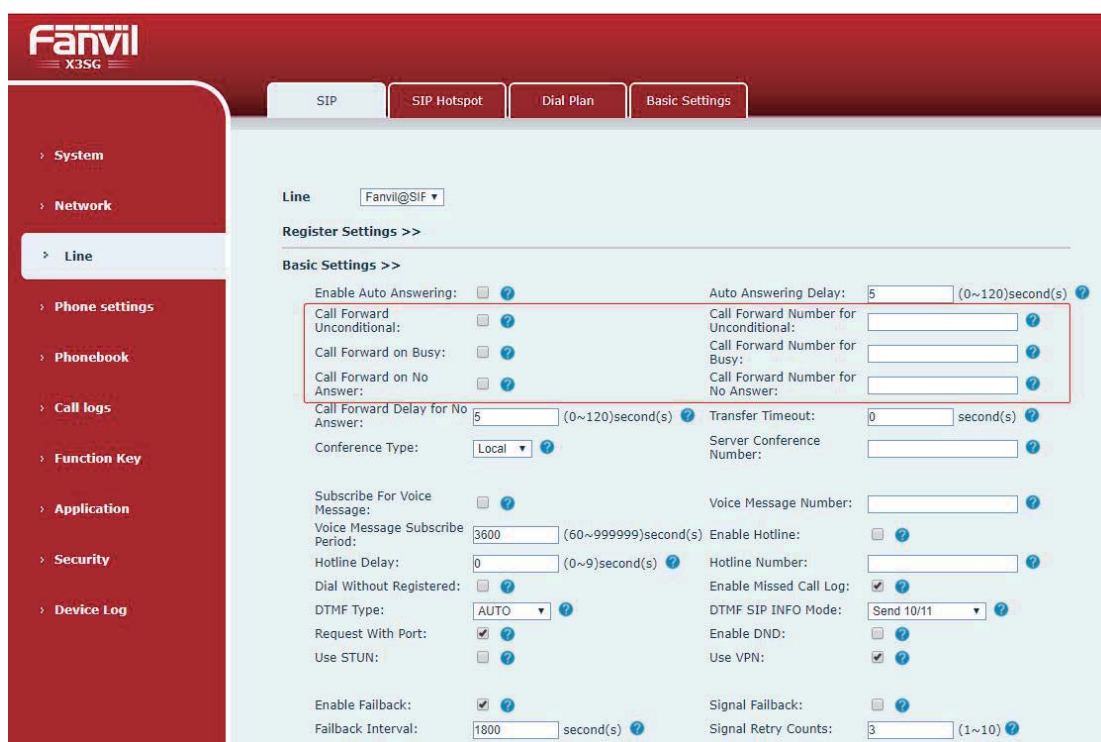 Fanvil
X3SG
SIP SIP Hotspot Dial Plan Basic Settings
System
Network
Line
Phone settings
Phonebook
Call logs
Function Key
Application
Security
Device Log
Line Fanvil@SIF
Register Settings >>
Basic Settings >>
Enable Auto Answering: Auto Answering Delay: 5 (0~120)second(s)
Call Forward Unconditional: Call Forward Number for Unconditional:
Call Forward on Busy: Call Forward Number for Busy:
Call Forward on No Answer: Call Forward Number for No Answer:
Call Forward Delay for No Answer: 5 (0~120)second(s) Transfer Timeout: 0 second(s)
Conference Type: Local Server Conference Number:
Subscribe For Voice Message: Voice Message Number:
Voice Message Subscribe Period: 3600 (60~999999)second(s) Enable Hotline:
Hotline Delay: 0 (0~9)second(s) Hotline Number:
Dial Without Registered: Enable Missed Call Log:
DTMF Type: AUTO DTMF SIP INFO Mode: Send 10/11
Request With Port: Enable DND:
Use STUN: Use VPN:
Enable Failback: Signal Failback:
Failback Interval: 1800 second(s) Signal Retry Counts: 3 (1~10)